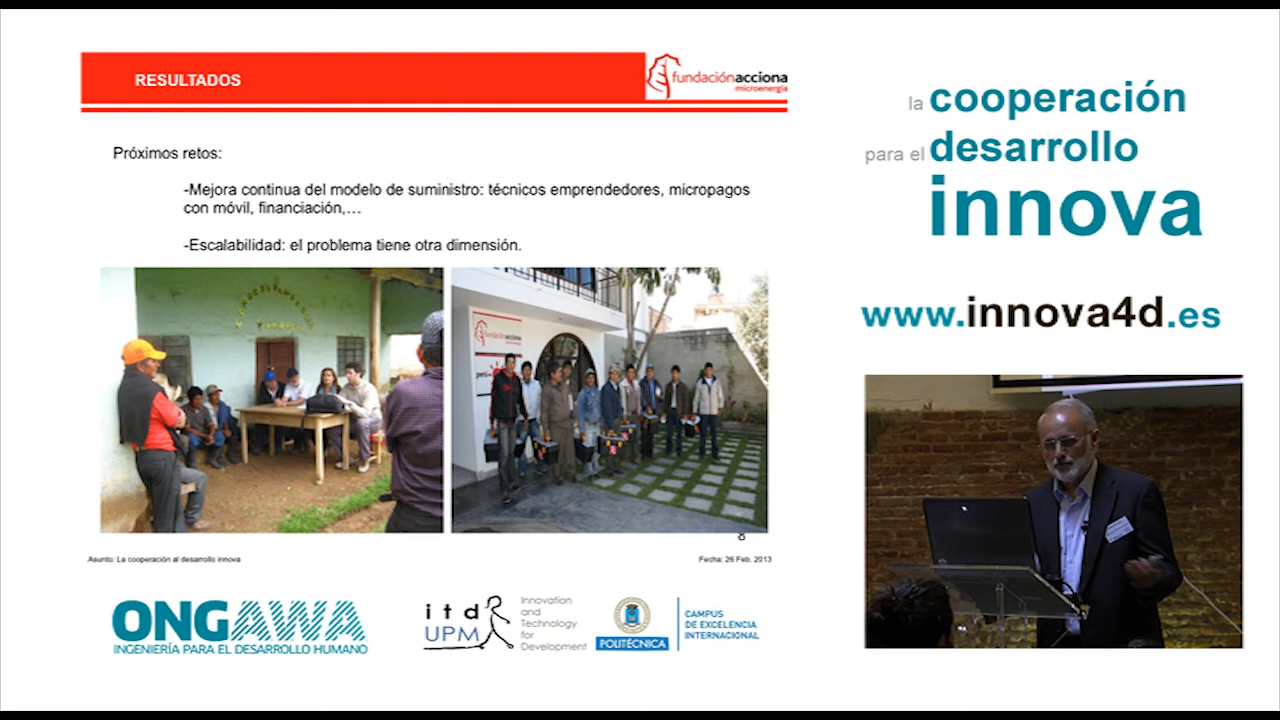 RESULTADOS
fundaciónacciona
microenergía
Próximos retos:
-Mejora continua del modelo de suministro: técnicos emprendedores, micropagos
con móvil, financiación,…
-Escalabilidad: el problema tiene otra dimensión.
fundaciónacciona
perú
8
Asunto: La cooperación al desarrollo innova
Fecha: 26 Feb. 2013
ONGAWA
INGENIERÍA PARA EL DESARROLLO HUMANO
itd
UPM
Innovation
and
Technology
for
Development
POLITÉCNICA
CAMPUS
DE EXCELENCIA
INTERNACIONAL
la cooperación
para el desarrollo
innova
www.innova4d.es